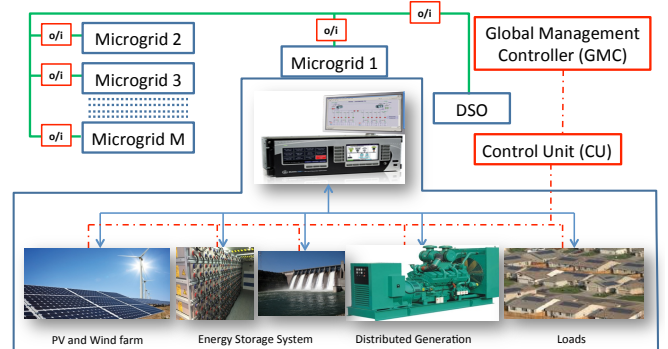 o/i
o/i
Microgrid 2
o/i
Microgrid 3
o/i
Microgrid M
Microgrid 1
DSO
Global Management
Controller (GMC)
Control Unit (CU)
PV and Wind farm
Energy Storage System
Distributed Generation
Loads